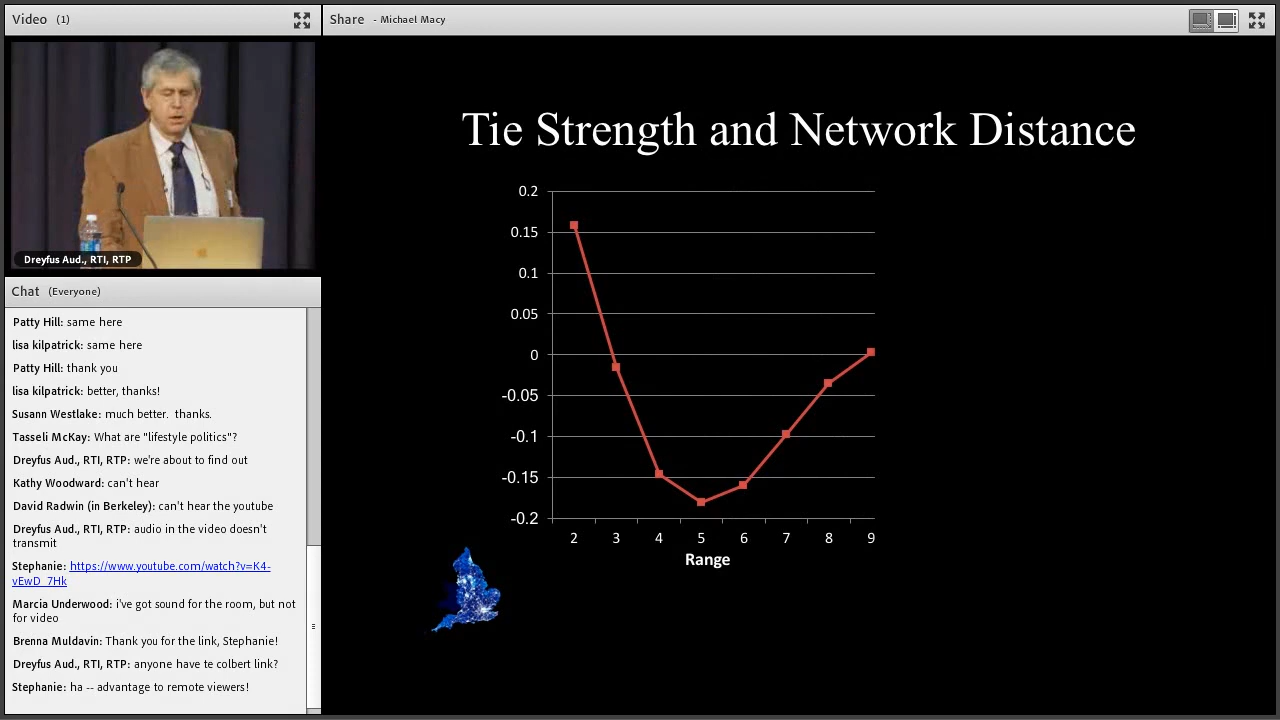 Video (1)
Share - Michael Macy
Dreyfus Aud., RTI, RTP
Chat (Everyone)
Patty Hill: same here
lisa kilpatrick: same here
Patty Hill: thank you
lisa kilpatrick: better, thanks!
Susann Westlake: much better. thanks.
Tasseli McKay: What are "lifestyle politics"?
Dreyfus Aud., RTI, RTP: we're about to find out
Kathy Woodward: can't hear
David Radwin (in Berkeley): can't hear the youtube
Dreyfus Aud., RTI, RTP: audio in the video doesn't
transmit
Stephanie: https://www.youtube.com/watch?v=K4-
vEwD_7Hk
Marcia Underwood: i've got sound for the room, but not
for video
Brenna Muldavin: Thank you for the link, Stephanie!
Dreyfus Aud., RTI, RTP: anyone have te colbert link?
Stephanie: ha -- advantage to remote viewers!
Tie Strength and Network Distance
0.2
0.15
0.1
0.05
0
-0.05
-0.1
-0.15
-0.2
2 3 4 5 6 7 8 9
Range